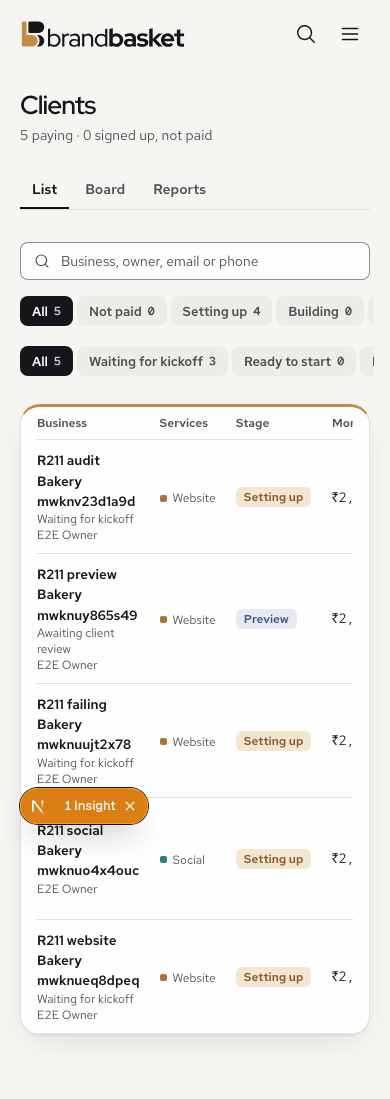 brandbasket
Clients
5 paying · 0 signed up, not paid
List Board Reports
Business, owner, email or phone
All 5 Not paid 0 Setting up 4 Building 0
All 5 Waiting for kickoff 3 Ready to start 0
Business Services Stage
R211 audit
Bakery
mwknv23d1a9d
Waiting for kickoff
E2E Owner
Website
Setting up
₹2,
R211 preview
Bakery
mwknuy865s49
Awaiting client
review
E2E Owner
Website
Preview
₹2,
R211 failing
Bakery
mwknuujt2x78
Waiting for kickoff
E2E Owner
Website
Setting up
₹2,
1 Insight
R211 social
Bakery
mwknuo4x4ouc
E2E Owner
Social
Setting up
₹2,
R211 website
Bakery
mwknueq8dpeq
Waiting for kickoff
E2E Owner
Website
Setting up
₹2,